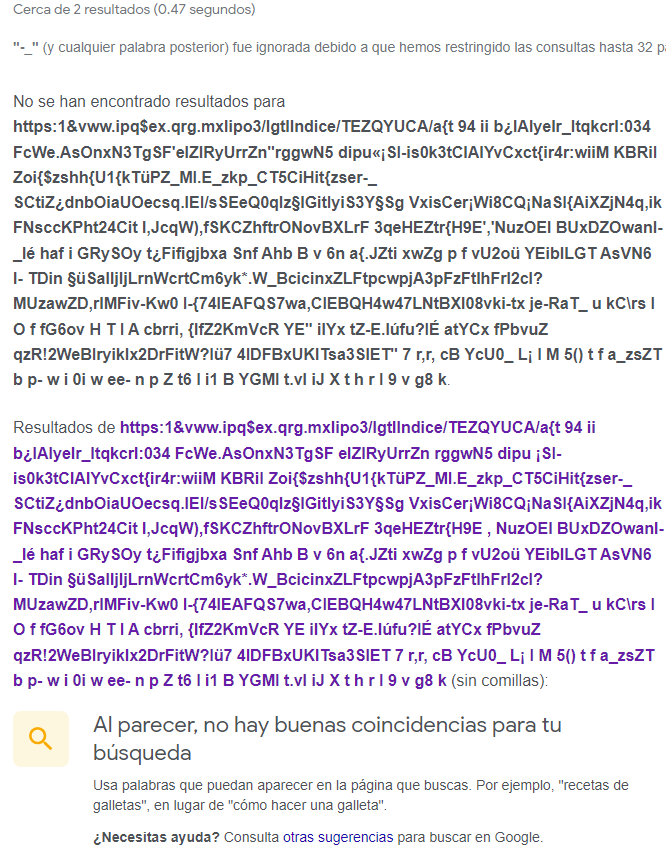 Cerca de 2 resultados (0.47 segundos)
"-_" (y cualquier palabra posterior) fue ignorada debido a que hemos restringido las consultas hasta 32 pa
No se han encontrado resultados para
https:1&vww.ipq$ex.qrg.mxlipo3/lgtlIndice/TEZQYUCA/a{t 94 ii b¿lAlyelr_ltqkcrl:034
FcWe.AsOnxN3TgSF'elZlRyUrrZn"rggwN5 dipu«¡Sl-is0k3tClAlYvCxct{ir4r:wiiM KBRil
Zoi{$zshh{U1{kTüPZ_Ml.E_zkp_CT5CiHit{zser-_
SCtiZ¿dnbOiaUOecsq.lEl/sSEeQ0qlz§lGitlyiS3Y§Sg VxisCer¡Wi8CQ¡NaSl{AiXZjN4q,ik
FNsccKPht24Cit l,JcqW),fSKCZhftrONovBXLrF 3qeHEZtr{H9E','NuzOEl BUxDZOwanl-
_lé haf i GRySOy t¿Fifigjbxa Snf Ahb B v 6n a{.JZti xwZg p f vU2oü YEiblLGT AsVN6
l- TDin §üSalljljLrnWcrtCm6yk*.W_BcicinxZLFtpcwpjA3pFzFtlhFrl2cl?
MUzawZD,rlMFiv-Kw0 l-{74lEAFQS7wa,ClEBQH4w47LNtBXl08vki-tx je-RaT_ u kC\rs l
O f fG6ov H T l A cbrri, {lfZ2KmVcR YE" ilYx tZ-E.lúfu?lÉ atYCx fPbvuZ
qzR!2WeBlryiklx2DrFitW?lü7 4lDFBxUKITsa3SlET" 7 r,r, cB YcU0_ L¡ l M 5() t f a_zsZT
b p- w i 0i w ee- n p Z t6 l i1 B YGMl t.vl iJ X t h r l 9 v g8 k.
Resultados de https:1&vww.ipq$ex.qrg.mxlipo3/lgtlIndice/TEZQYUCA/a{t 94 ii
b¿lAlyelr_ltqkcrl:034 FcWe.AsOnxN3TgSF elZlRyUrrZn rggwN5 dipu ¡Sl-
is0k3tClAlYvCxct{ir4r:wiiM KBRil Zoi{$zshh{U1{kTüPZ_Ml.E_zkp_CT5CiHit{zser-_
SCtiZ¿dnbOiaUOecsq.lEl/sSEeQ0qlz§lGitlyiS3Y§Sg VxisCer¡Wi8CQ¡NaSl{AiXZjN4q,ik
FNsccKPht24Cit l,JcqW),fSKCZhftrONovBXLrF 3qeHEZtr{H9E , NuzOEl BUxDZOwanl-
_lé haf i GRySOy t¿Fifigjbxa Snf Ahb B v 6n a{.JZti xwZg p f vU2oü YEiblLGT AsVN6
l- TDin §üSalljljLrnWcrtCm6yk*.W_BcicinxZLFtpcwpjA3pFzFtlhFrl2cl?
MUzawZD,rlMFiv-Kw0 l-{74lEAFQS7wa,ClEBQH4w47LNtBXl08vki-tx je-RaT_ u kC\rs l
O f fG6ov H T l A cbrri, {lfZ2KmVcR YE ilYx tZ-E.lúfu?lÉ atYCx fPbvuZ
qzR!2WeBlryiklx2DrFitW?lü7 4lDFBxUKITsa3SlET 7 r,r, cB YcU0_ L¡ l M 5() t f a_zsZT
b p- w i 0i w ee- n p Z t6 l i1 B YGMl t.vl iJ X t h r l 9 v g8 k (sin comillas):
Al parecer, no hay buenas coincidencias para tu
búsqueda
Usa palabras que puedan aparecer en la página que buscas. Por ejemplo, "recetas de
galletas", en lugar de "cómo hacer una galleta".
¿Necesitas ayuda? Consulta otras sugerencias para buscar en Google.